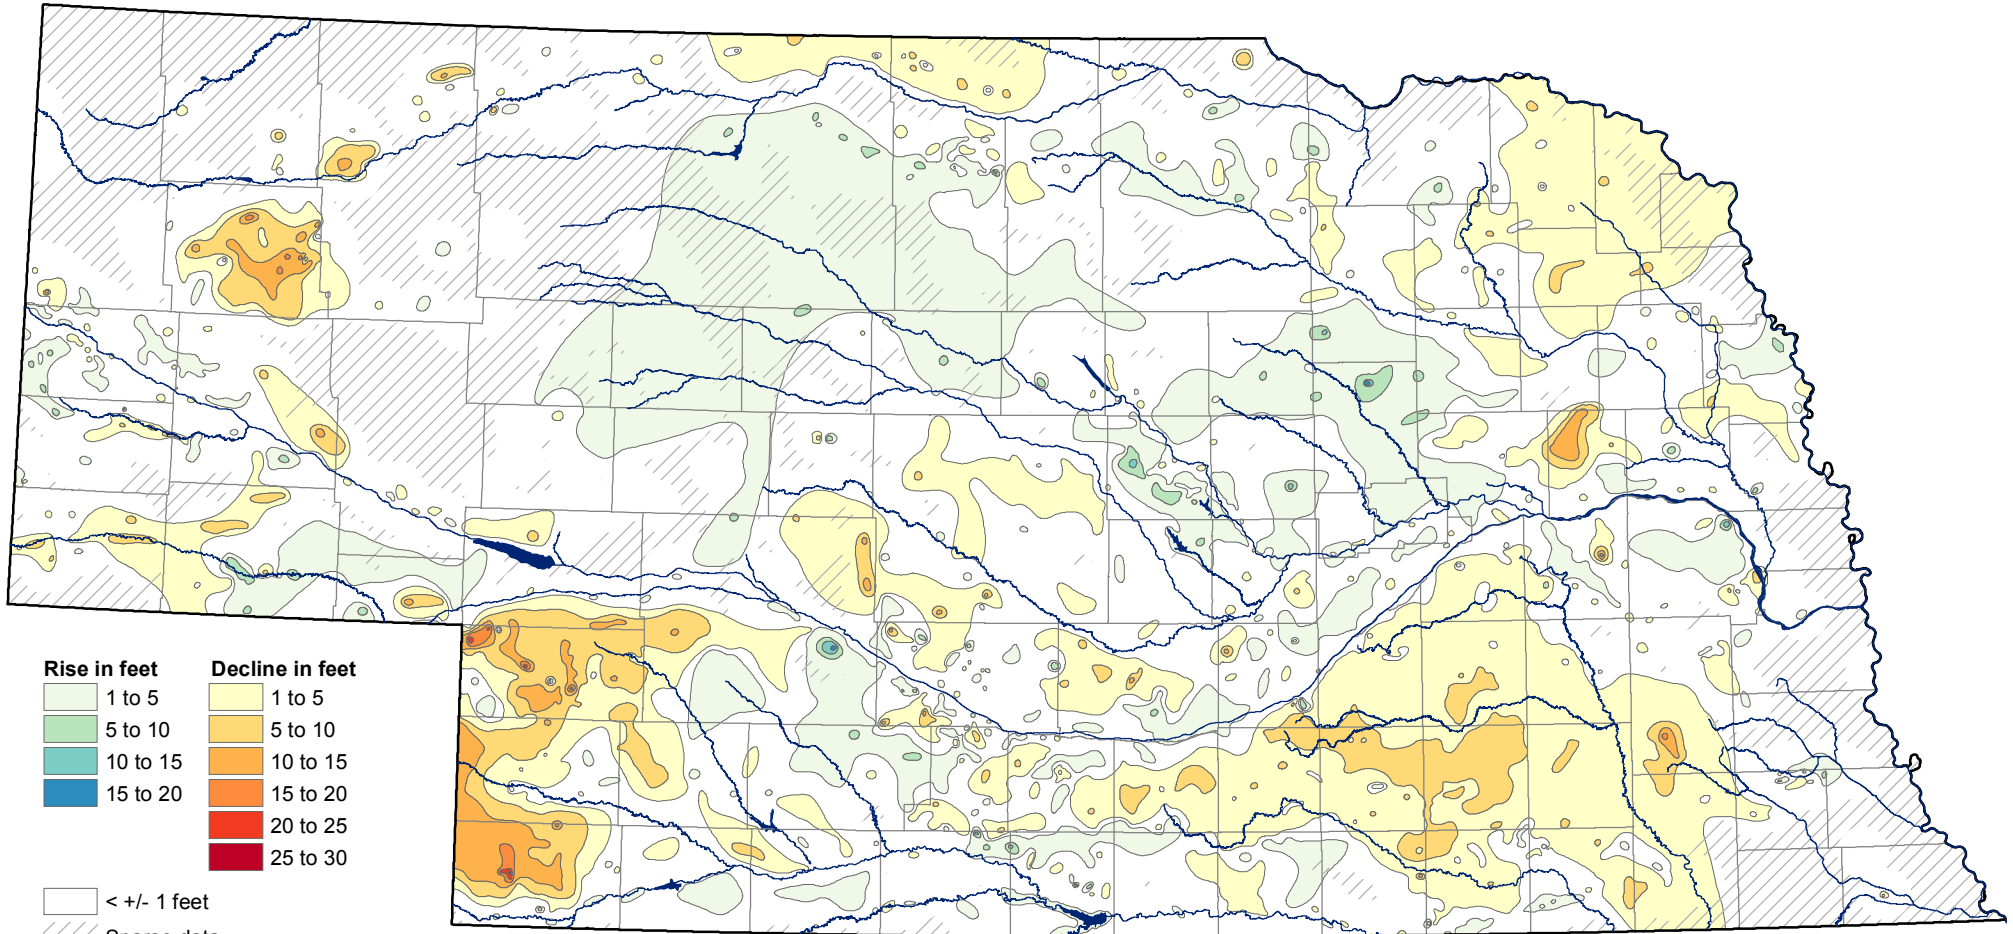 Rise in feet
Decline in feet
1 to 5
1 to 5
5 to 10
5 to 10
10 to 15
10 to 15
15 to 20
15 to 20
20 to 25
25 to 30
< +/- 1 feet
Sparse data